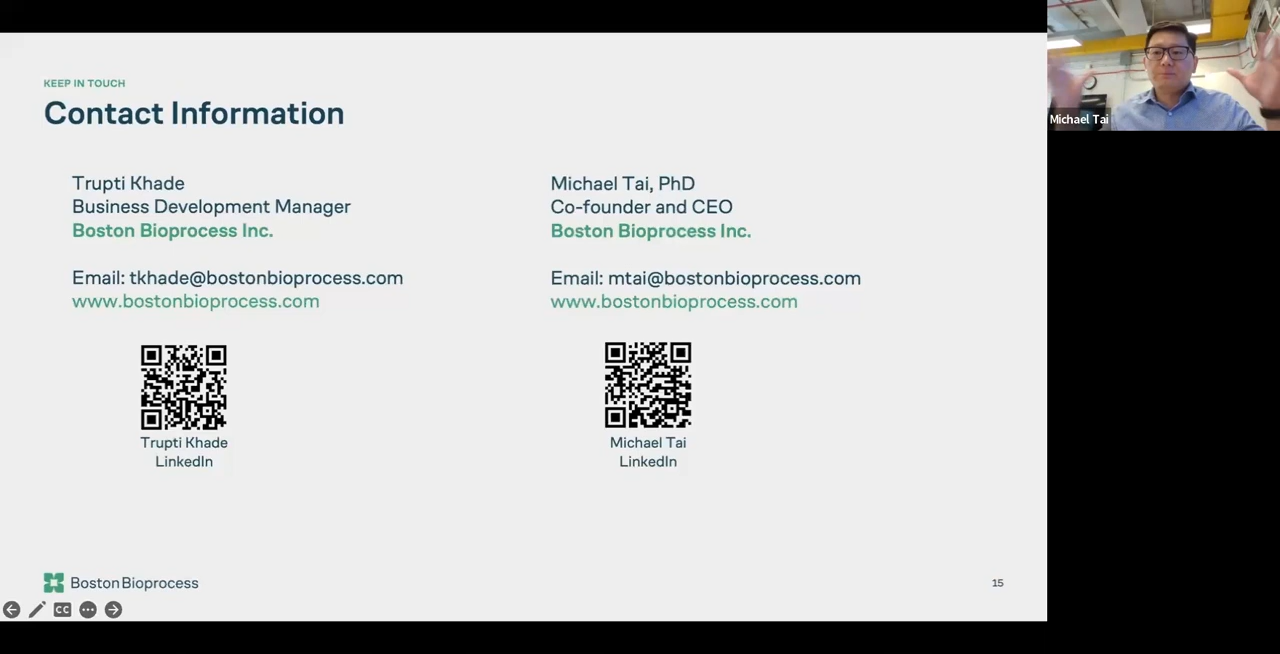 KEEP IN TOUCH
Contact Information
Trupti Khade
Business Development Manager
Boston Bioprocess Inc.
Email: tkhade@bostonbioprocess.com
www.bostonbioprocess.com
Trupti Khade
LinkedIn
Michael Tai, PhD
Co-founder and CEO
Boston Bioprocess Inc.
Email: mtai@bostonbioprocess.com
www.bostonbioprocess.com
Michael Tai
LinkedIn
Boston Bioprocess
15
CC
Michael Tai